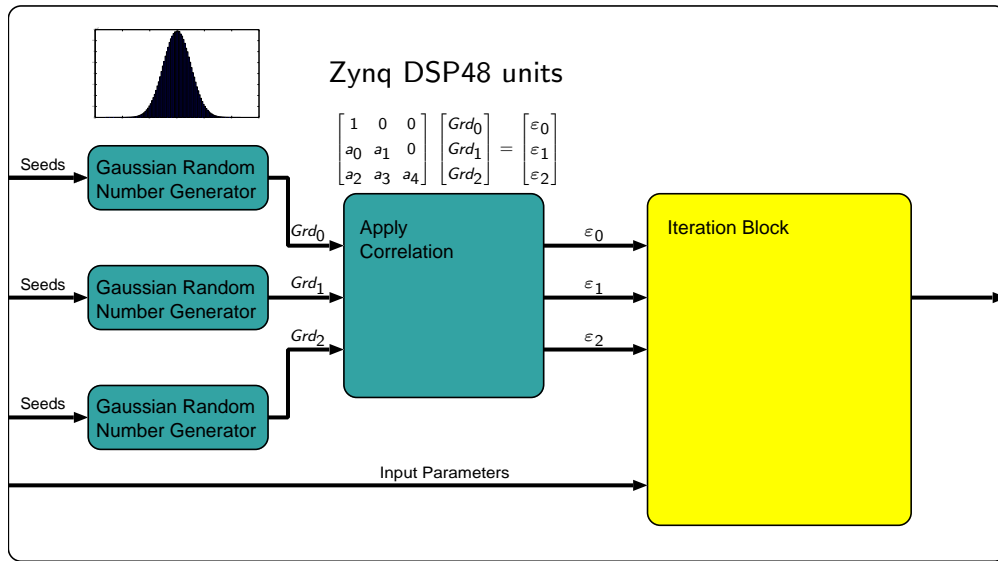 Zynq DSP48 units
[1 0 0] [Grd0] [ε0]
[a0 a1 0] [Grd1] = [ε1]
[a2 a3 a4] [Grd2] [ε2]
Seeds
Gaussian Random
Number Generator
Grd0
Apply
Correlation
ε0
Iteration Block
Seeds
Gaussian Random
Number Generator
Grd1
ε1
Grd2
ε2
Seeds
Gaussian Random
Number Generator
Input Parameters